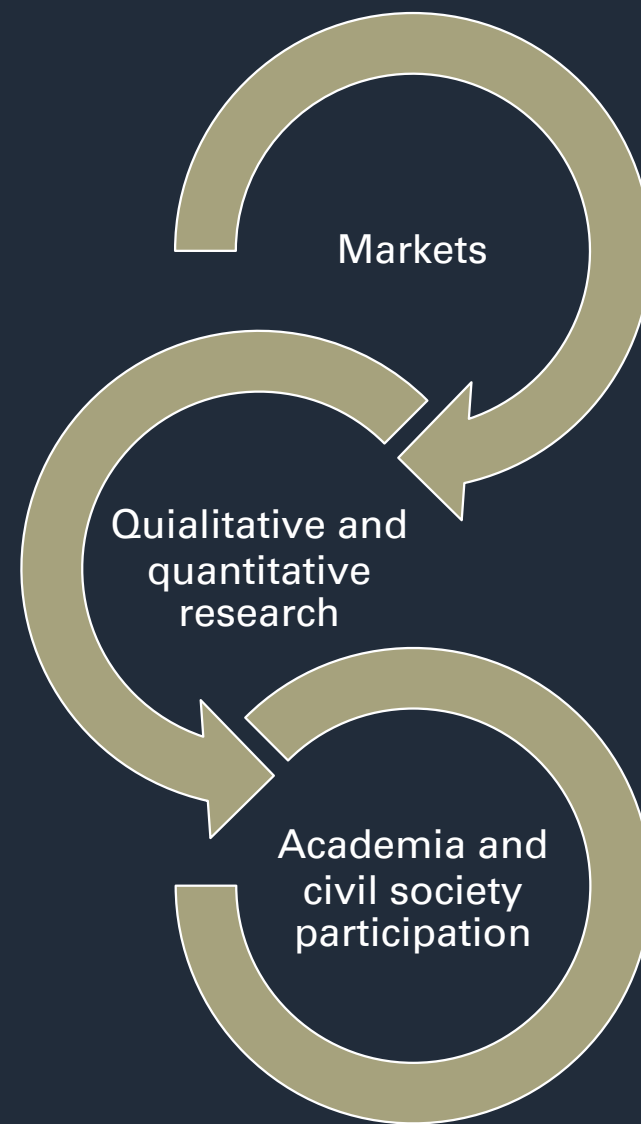 Markets
Quialitative and
quantitative
research
Academia and
civil society
participation